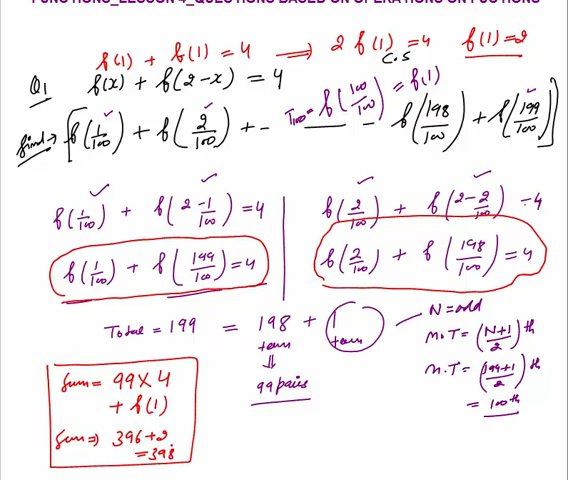 FUNCTIONS_LESSON 4_QUESTIONS BASED ON OPERATIONS ON FUCTIONS
f(1) + f(1) = 4 ⟹ 2 f(1) = 4 f(1) = 2
C.S
Q1 f(x) + f(2-x) = 4
T100 = f(100/100) = f(1)
find → [f(1/100) + f(2/100) + - — - f(198/100) + f(199/100)]
f(1/100) + f(2-1/100) = 4
f(1/100) + f(199/100) = 4
f(2/100) + f(2-2/100) = 4
f(2/100) + f(198/100) = 4
Total = 199 = 198 + 1
term term
⇓
99 pairs
N = odd
M.T = (N+1/2)th
M.T = (199+1/2)th
= 100th
Sum = 99 × 4
+ f(1)
Sum ⇒ 396 + 2
= 398